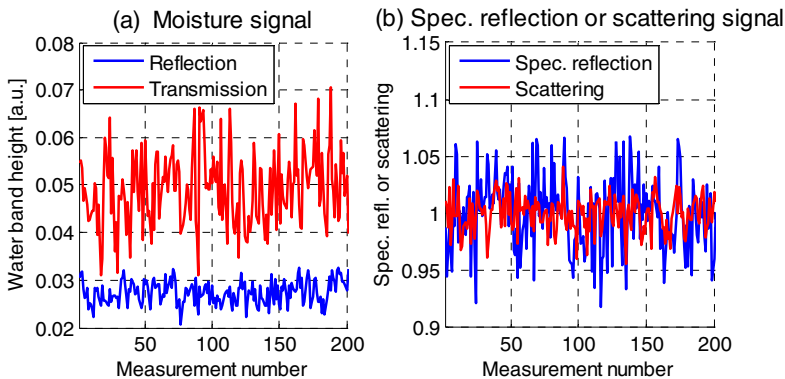 (a) Moisture signal
Water band height [a.u.]
0.08
0.07
0.06
0.05
0.04
0.03
0.02
Reflection
Transmission
50
100
150
200
Measurement number
(b) Spec. reflection or scattering signal
Spec. refl. or scattering
1.15
1.1
1.05
1
0.95
0.9
Spec. reflection
Scattering
50
100
150
200
Measurement number